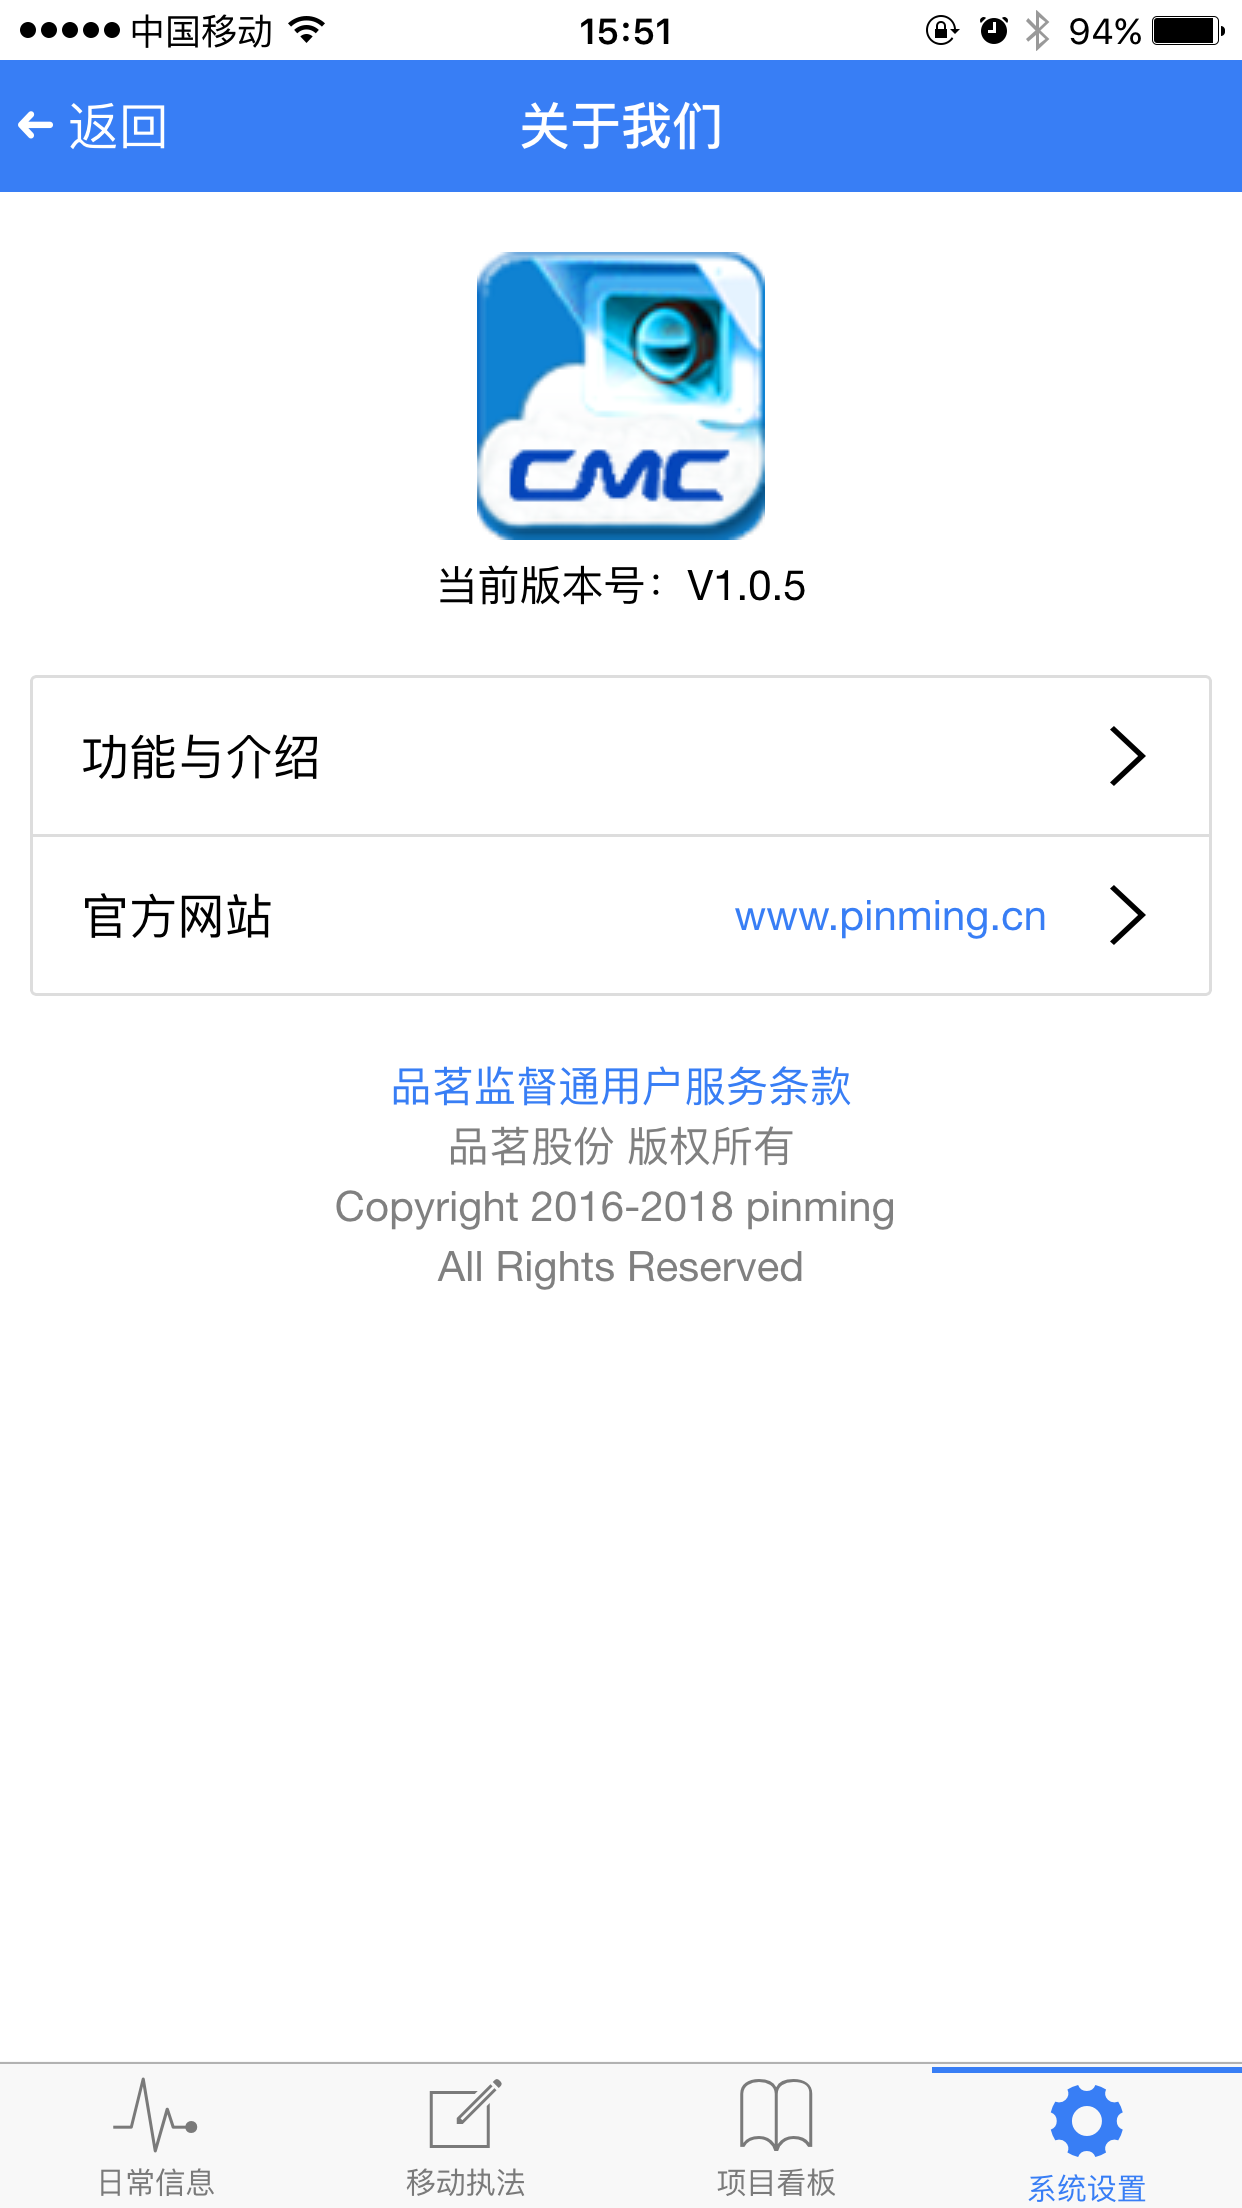 中国移动 15:51 94%
返回 关于我们
CMC
当前版本号：V1.0.5
功能与介绍
官方网站 www.pinming.cn
品茗监督通用户服务条款
品茗股份 版权所有
Copyright 2016-2018 pinming
All Rights Reserved
日常信息 移动执法 项目看板 系统设置